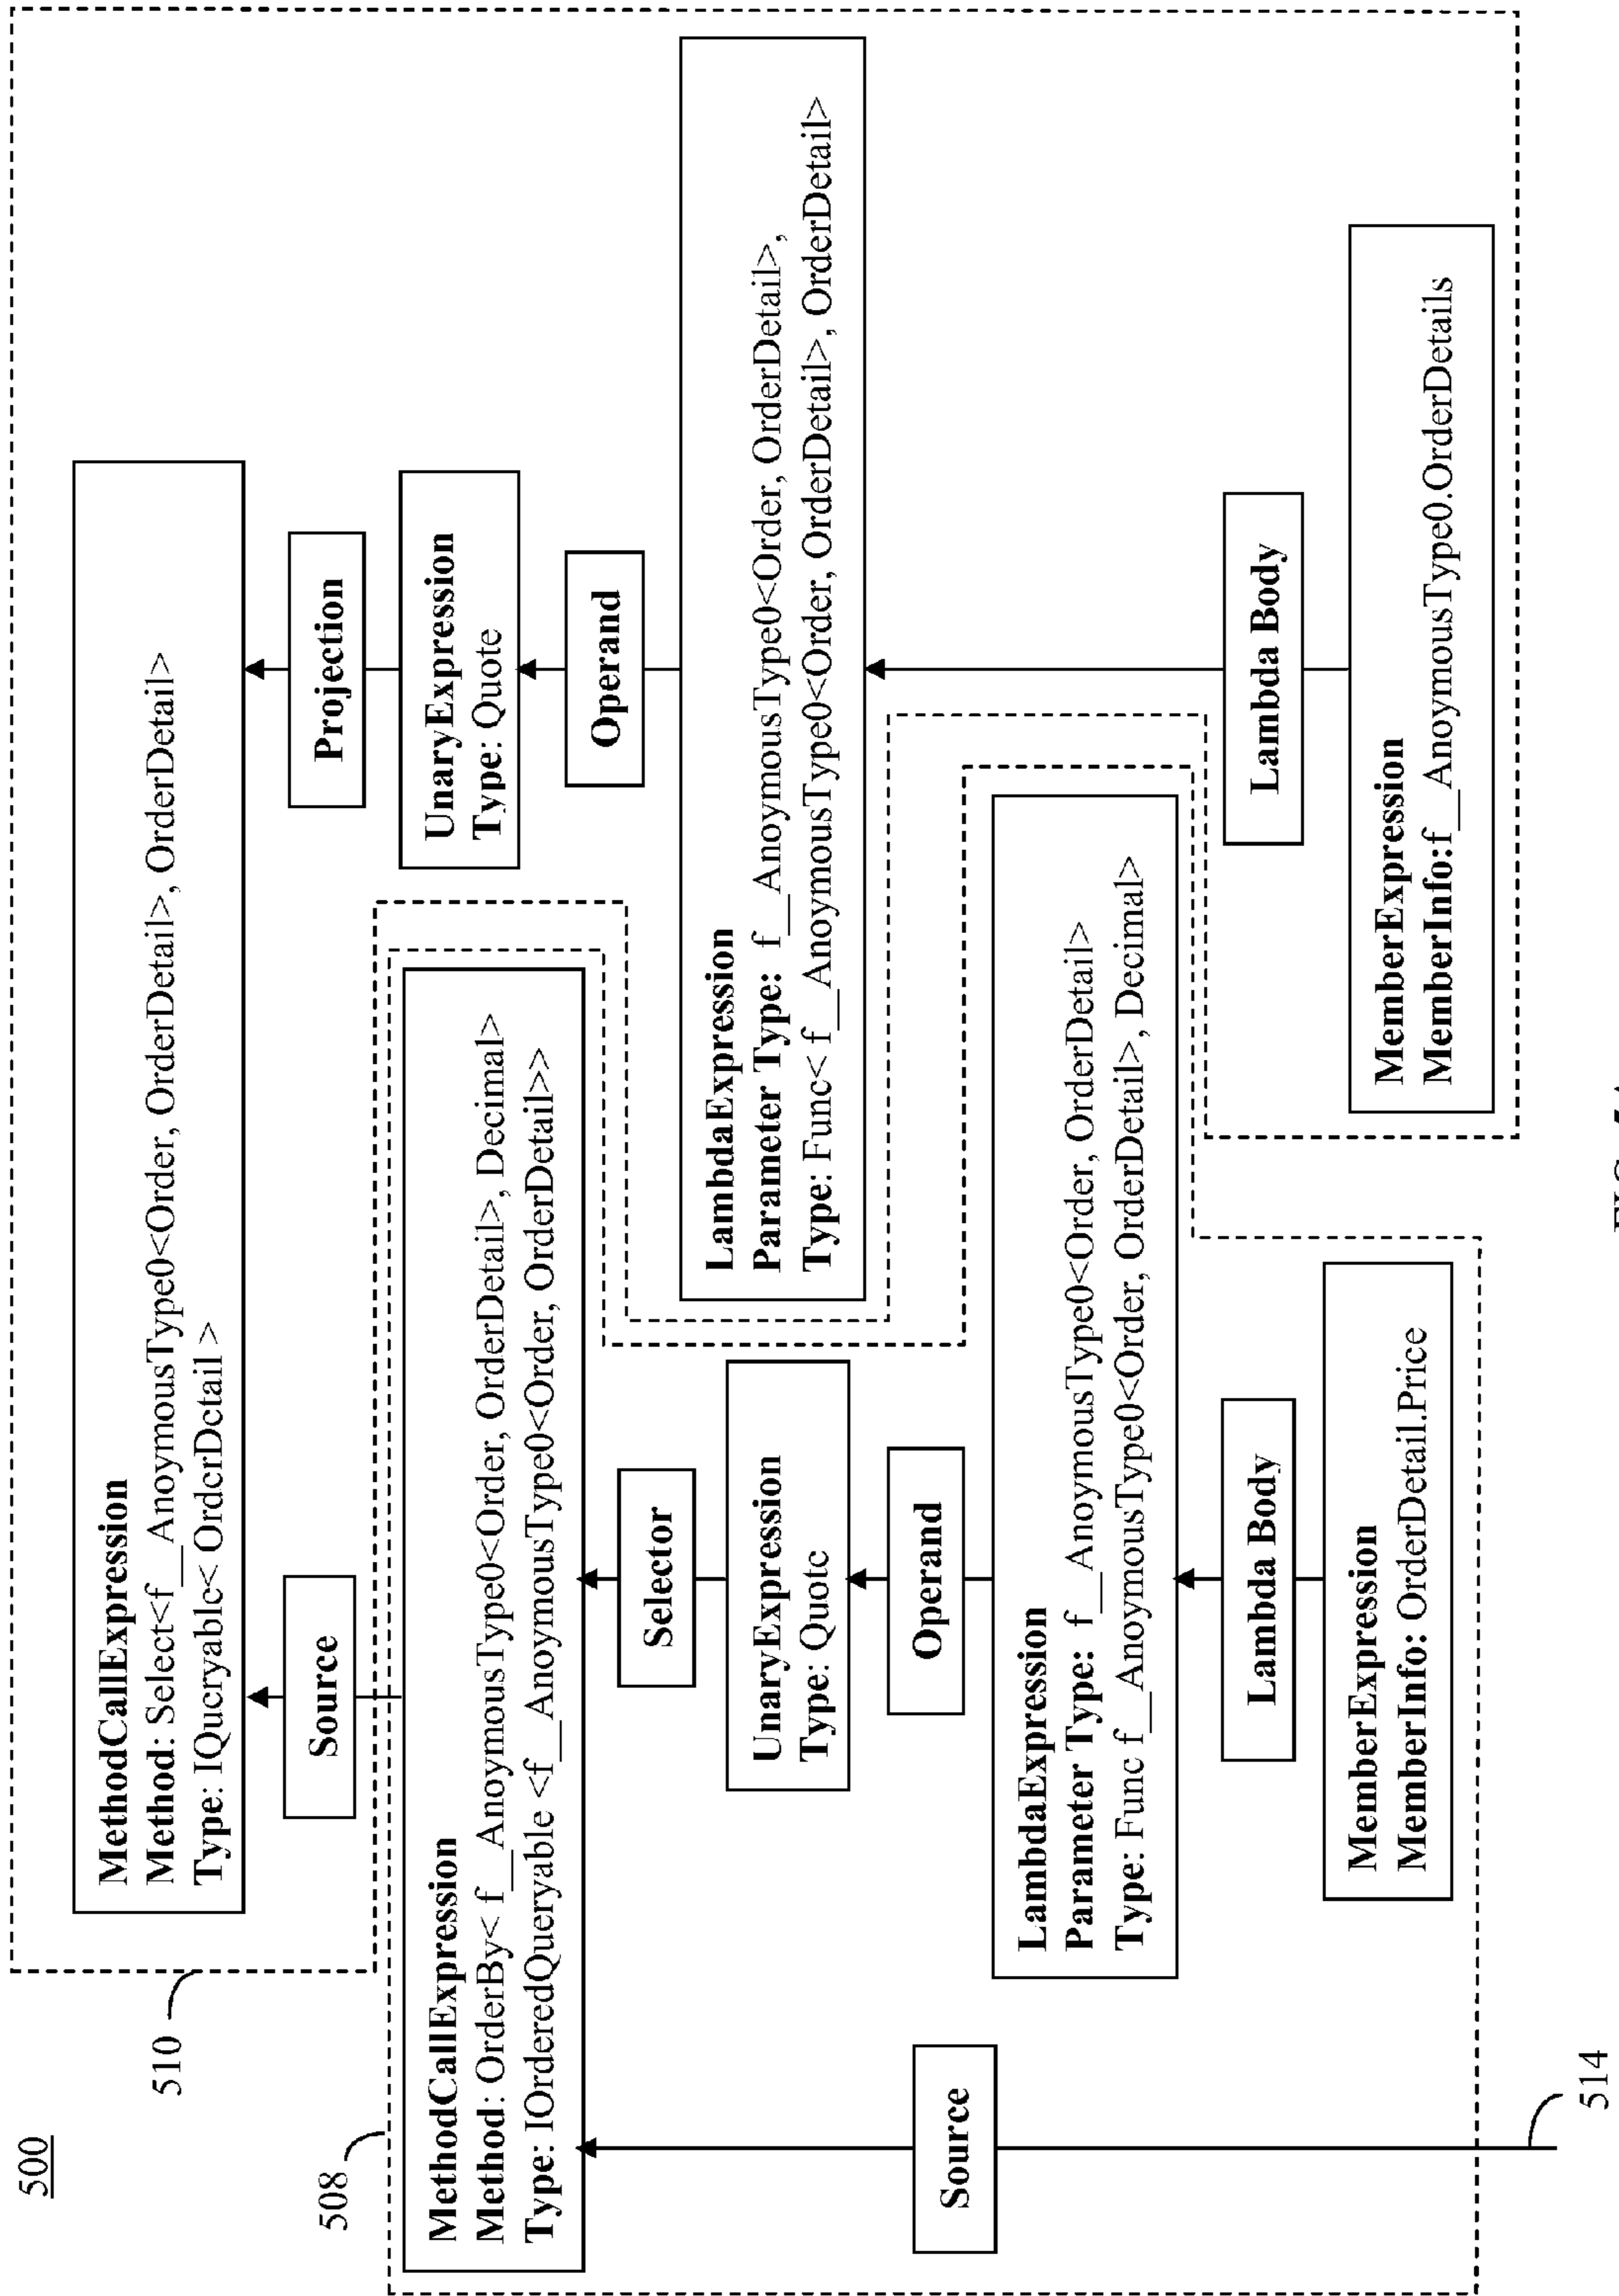 500
510
MethodCallExpression
Method: Select<f__AnoymousType0<Order, OrderDetail>, OrderDetail>
Type: IQueryable< OrderDetail >
Source
Projection
508
MethodCallExpression
Method: OrderBy< f__AnoymousType0<Order, OrderDetail>, Decimal>
Type: IOrderedQueryable <f__AnoymousType0<Order, OrderDetail>>
UnaryExpression
Type: Quote
Operand
Selector
LambdaExpression
Parameter Type: f__AnoymousType0<Order, OrderDetail>,
Type: Func< f__AnoymousType0<Order, OrderDetail>, OrderDetail>
UnaryExpression
Type: Quote
Operand
Source
LambdaExpression
Parameter Type: f__AnoymousType0<Order, OrderDetail>
Type: Func f__AnoymousType0<Order, OrderDetail>, Decimal>
Lambda Body
Lambda Body
MemberExpression
MemberInfo: OrderDetail.Price
MemberExpression
MemberInfo:f__AnoymousType0.OrderDetails
514